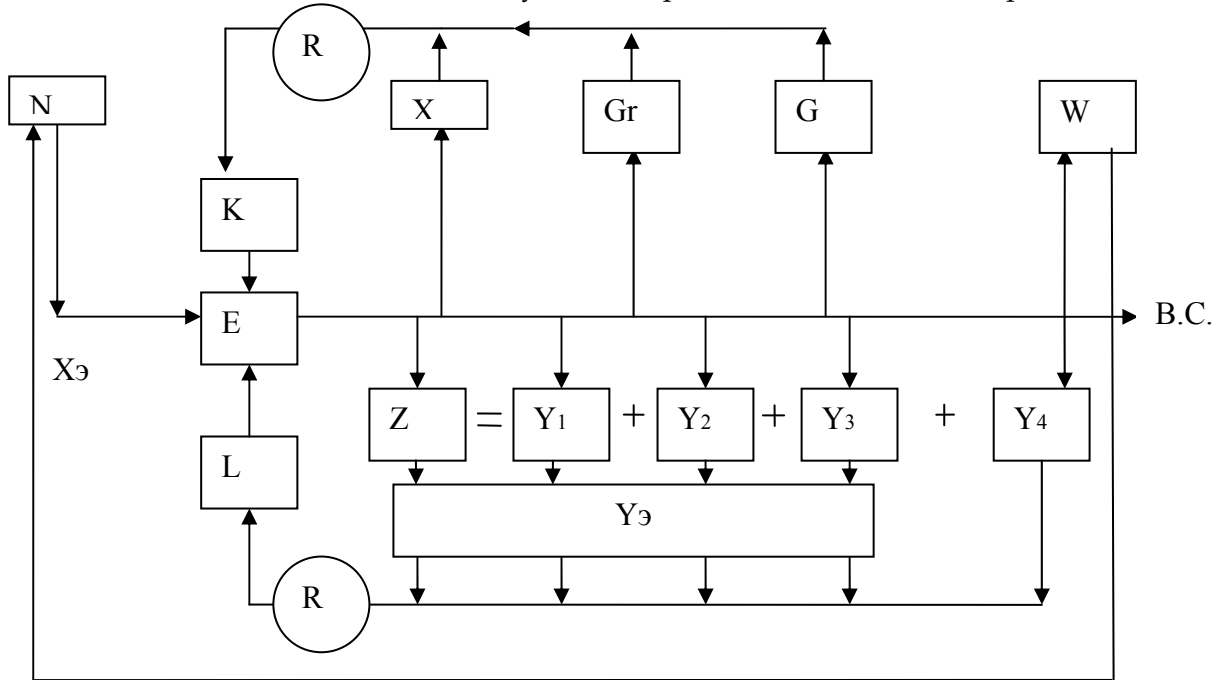 R
N
X
Gr
G
W
K
E
В.С.
Xэ
Z = Y1 + Y2 + Y3 + Y4
L
Yэ
R